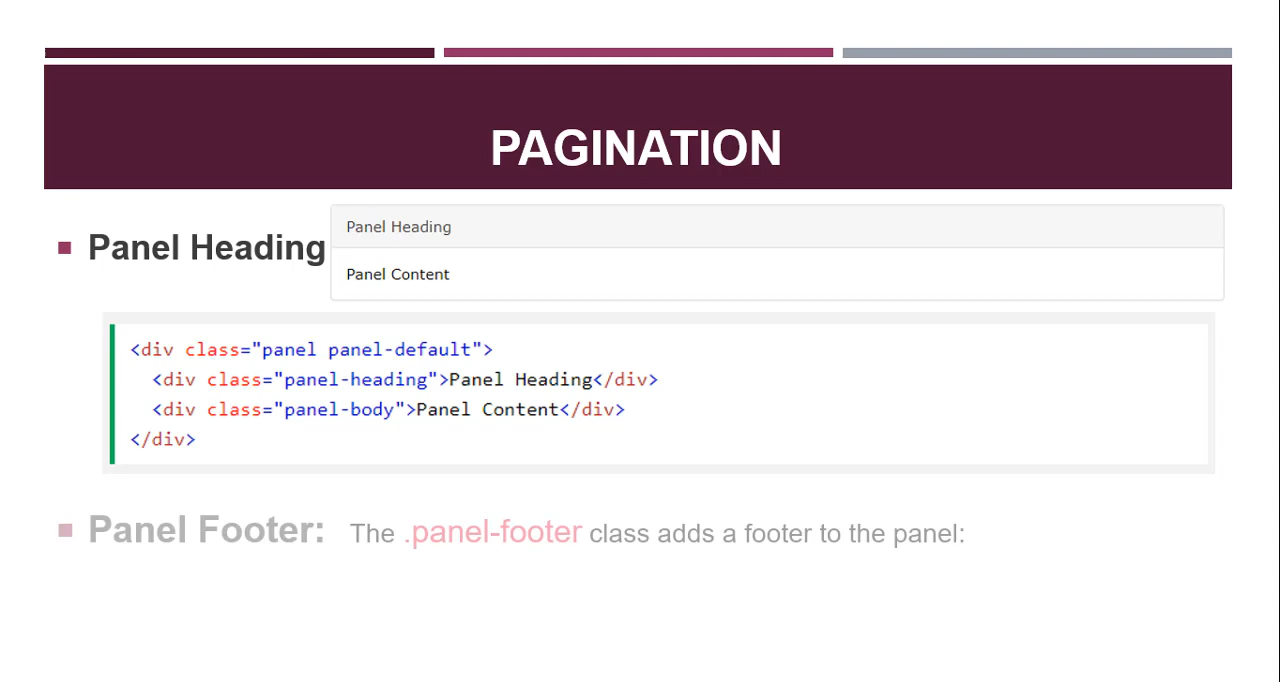 PAGINATION
Panel Heading
Panel Heading
Panel Content
<div class="panel panel-default">
  <div class="panel-heading">Panel Heading</div>
  <div class="panel-body">Panel Content</div>
</div>
Panel Footer: The .panel-footer class adds a footer to the panel: